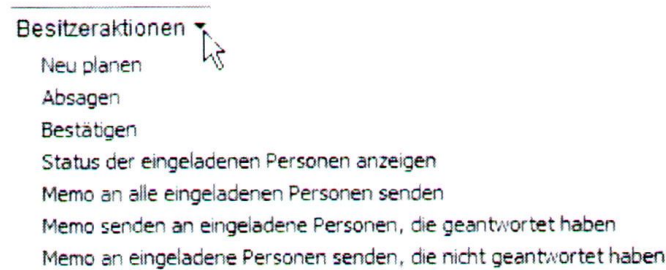 Besitzeraktionen
Neu planen
Absagen
Bestätigen
Status der eingeladenen Personen anzeigen
Memo an alle eingeladenen Personen senden
Memo senden an eingeladene Personen, die geantwortet haben
Memo an eingeladene Personen senden, die nicht geantwortet haben